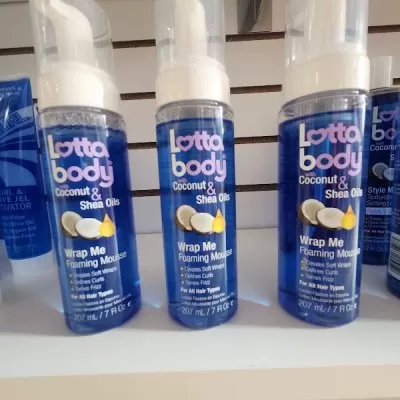 Lotta
body
with
Coconut &
Shea Oils
Wrap Me
Foaming Mousse
Creates Soft Wraps
Defines Curls
Tames Frizz
For All Hair Types
207 mL / 7 Fl Oz e
Lotta
body
with
Coconut &
Shea Oils
Wrap Me
Foaming Mousse
Creates Soft Wraps
Defines Curls
Tames Frizz
For All Hair Types
207 mL / 7 Fl Oz e
Lotta
body
with
Coconut &
Shea Oils
Wrap Me
Foaming Mousse
Creates Soft Wraps
Defines Curls
Tames Frizz
For All Hair Types
207 mL / 7 Fl Oz e
Lotta
body
Coconut
Style M